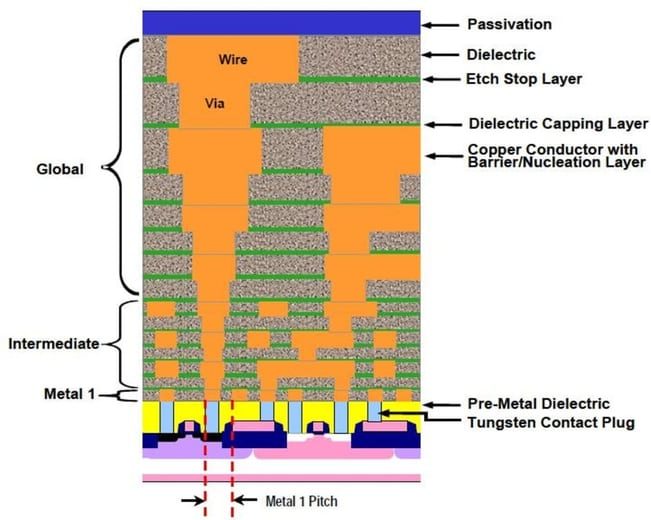 Passivation
Wire
Dielectric
Etch Stop Layer
Via
Dielectric Capping Layer
Copper Conductor with
Barrier/Nucleation Layer
Global
Intermediate
Metal 1
Pre-Metal Dielectric
Tungsten Contact Plug
Metal 1 Pitch